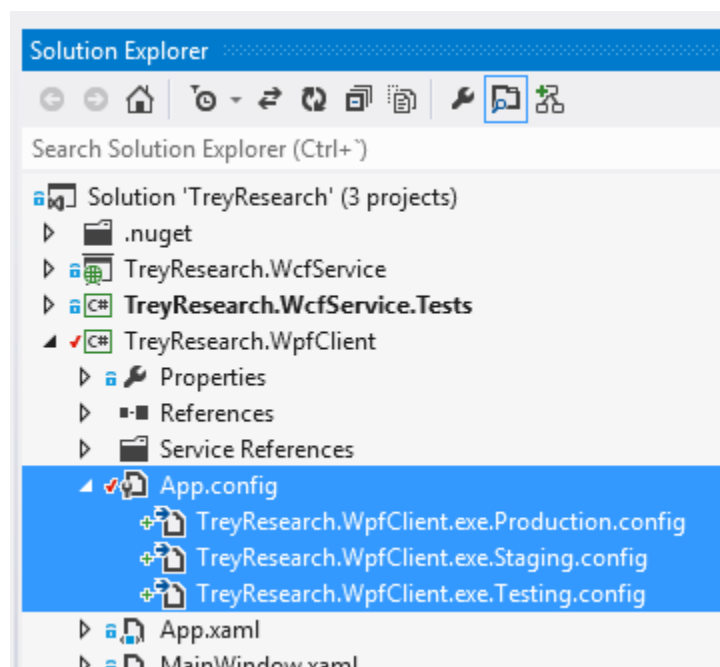 Solution Explorer
Search Solution Explorer (Ctrl+`)
Solution 'TreyResearch' (3 projects)
.nuget
TreyResearch.WcfService
C# TreyResearch.WcfService.Tests
C# TreyResearch.WpfClient
Properties
References
Service References
App.config
TreyResearch.WpfClient.exe.Production.config
TreyResearch.WpfClient.exe.Staging.config
TreyResearch.WpfClient.exe.Testing.config
App.xaml
MainWindow.xaml